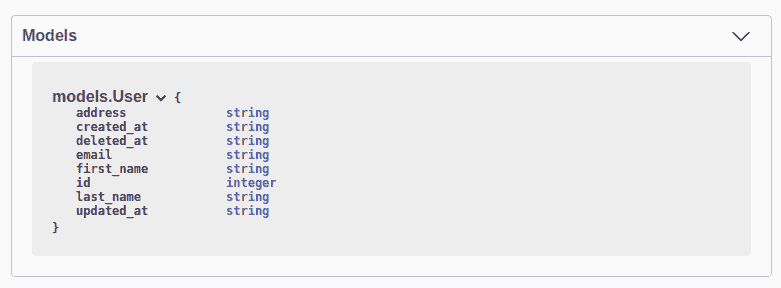 Models
models.User {
address string
created_at string
deleted_at string
email string
first_name string
id integer
last_name string
updated_at string
}